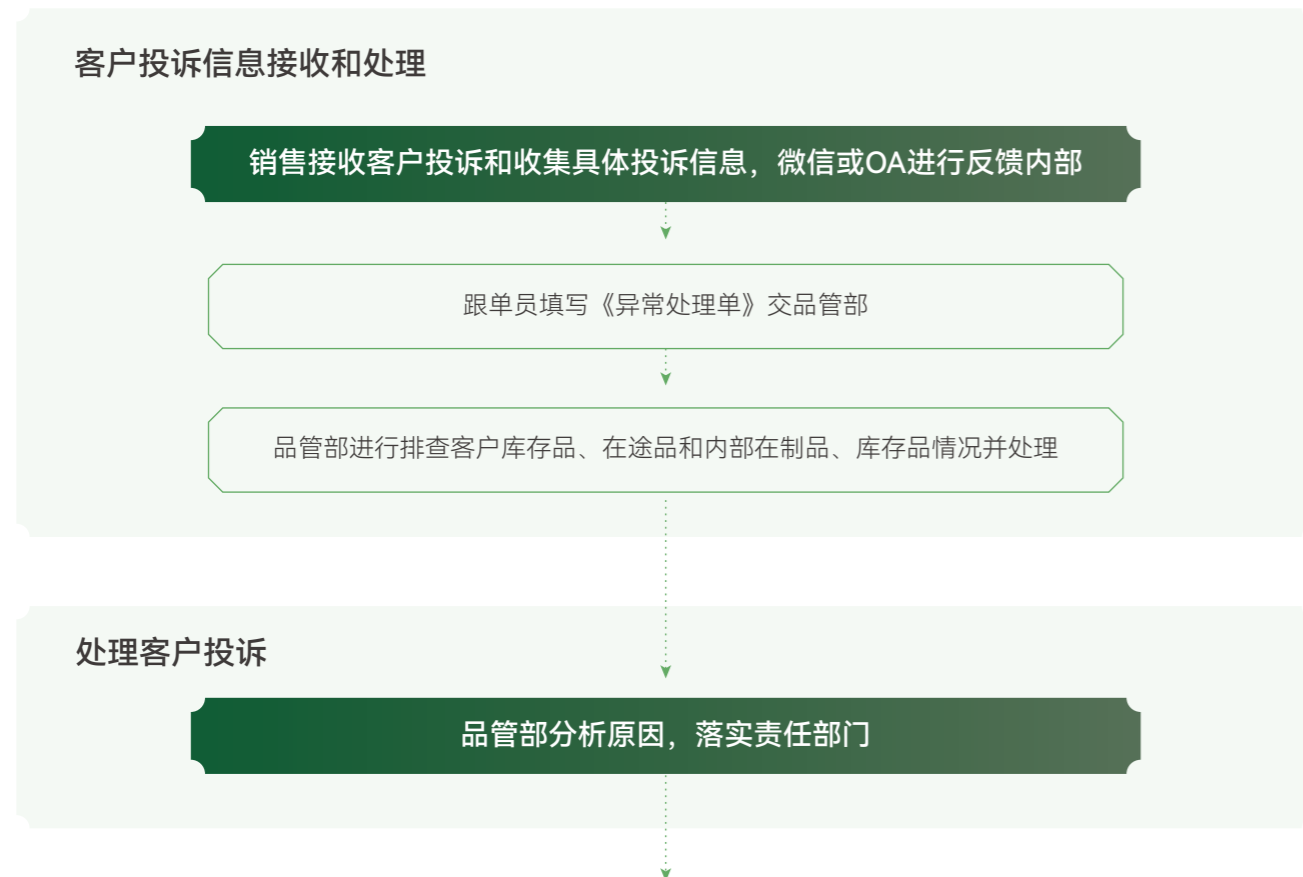 客户投诉信息接收和处理
销售接收客户投诉和收集具体投诉信息，微信或OA进行反馈内部
跟单员填写《异常处理单》交品管部
品管部进行排查客户库存品、在途品和内部在制品、库存品情况并处理
处理客户投诉
品管部分析原因，落实责任部门